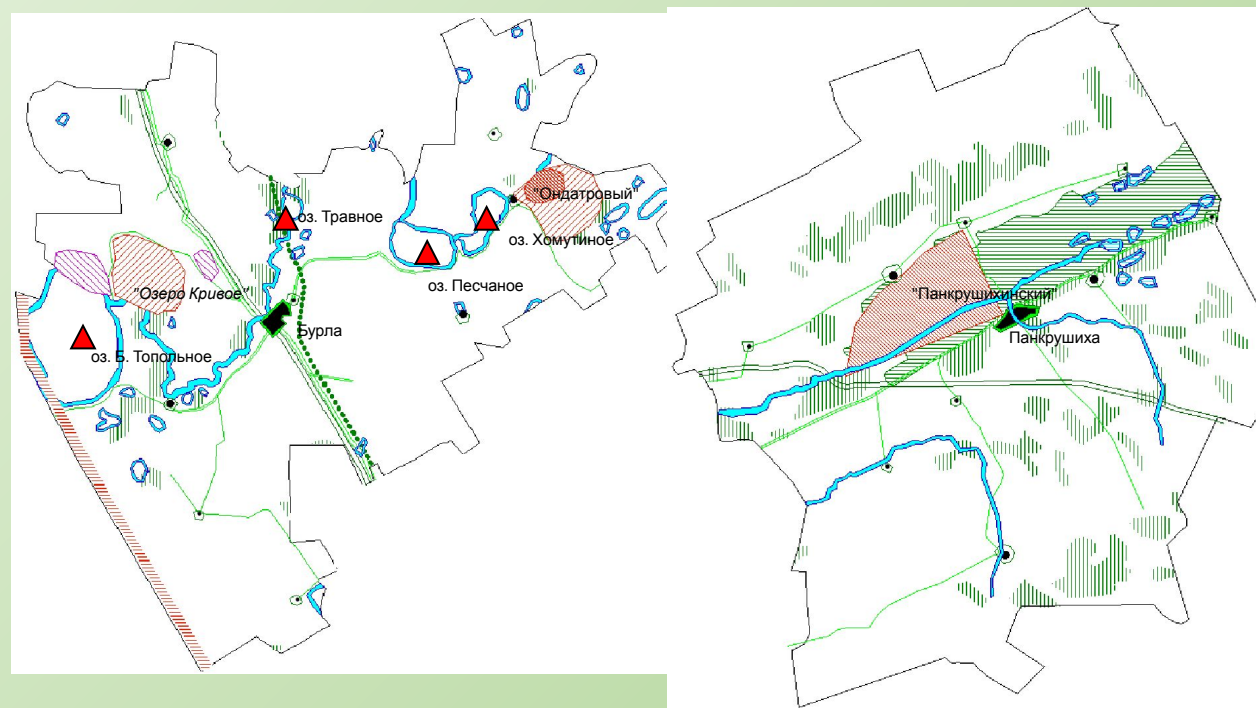 "Ондатровый"
оз. Травное
оз. Хомутиное
оз. Песчаное
"Озеро Кривое"
Бурла
оз. Б. Топольное
"Панкрушихинский"
Панкрушиха